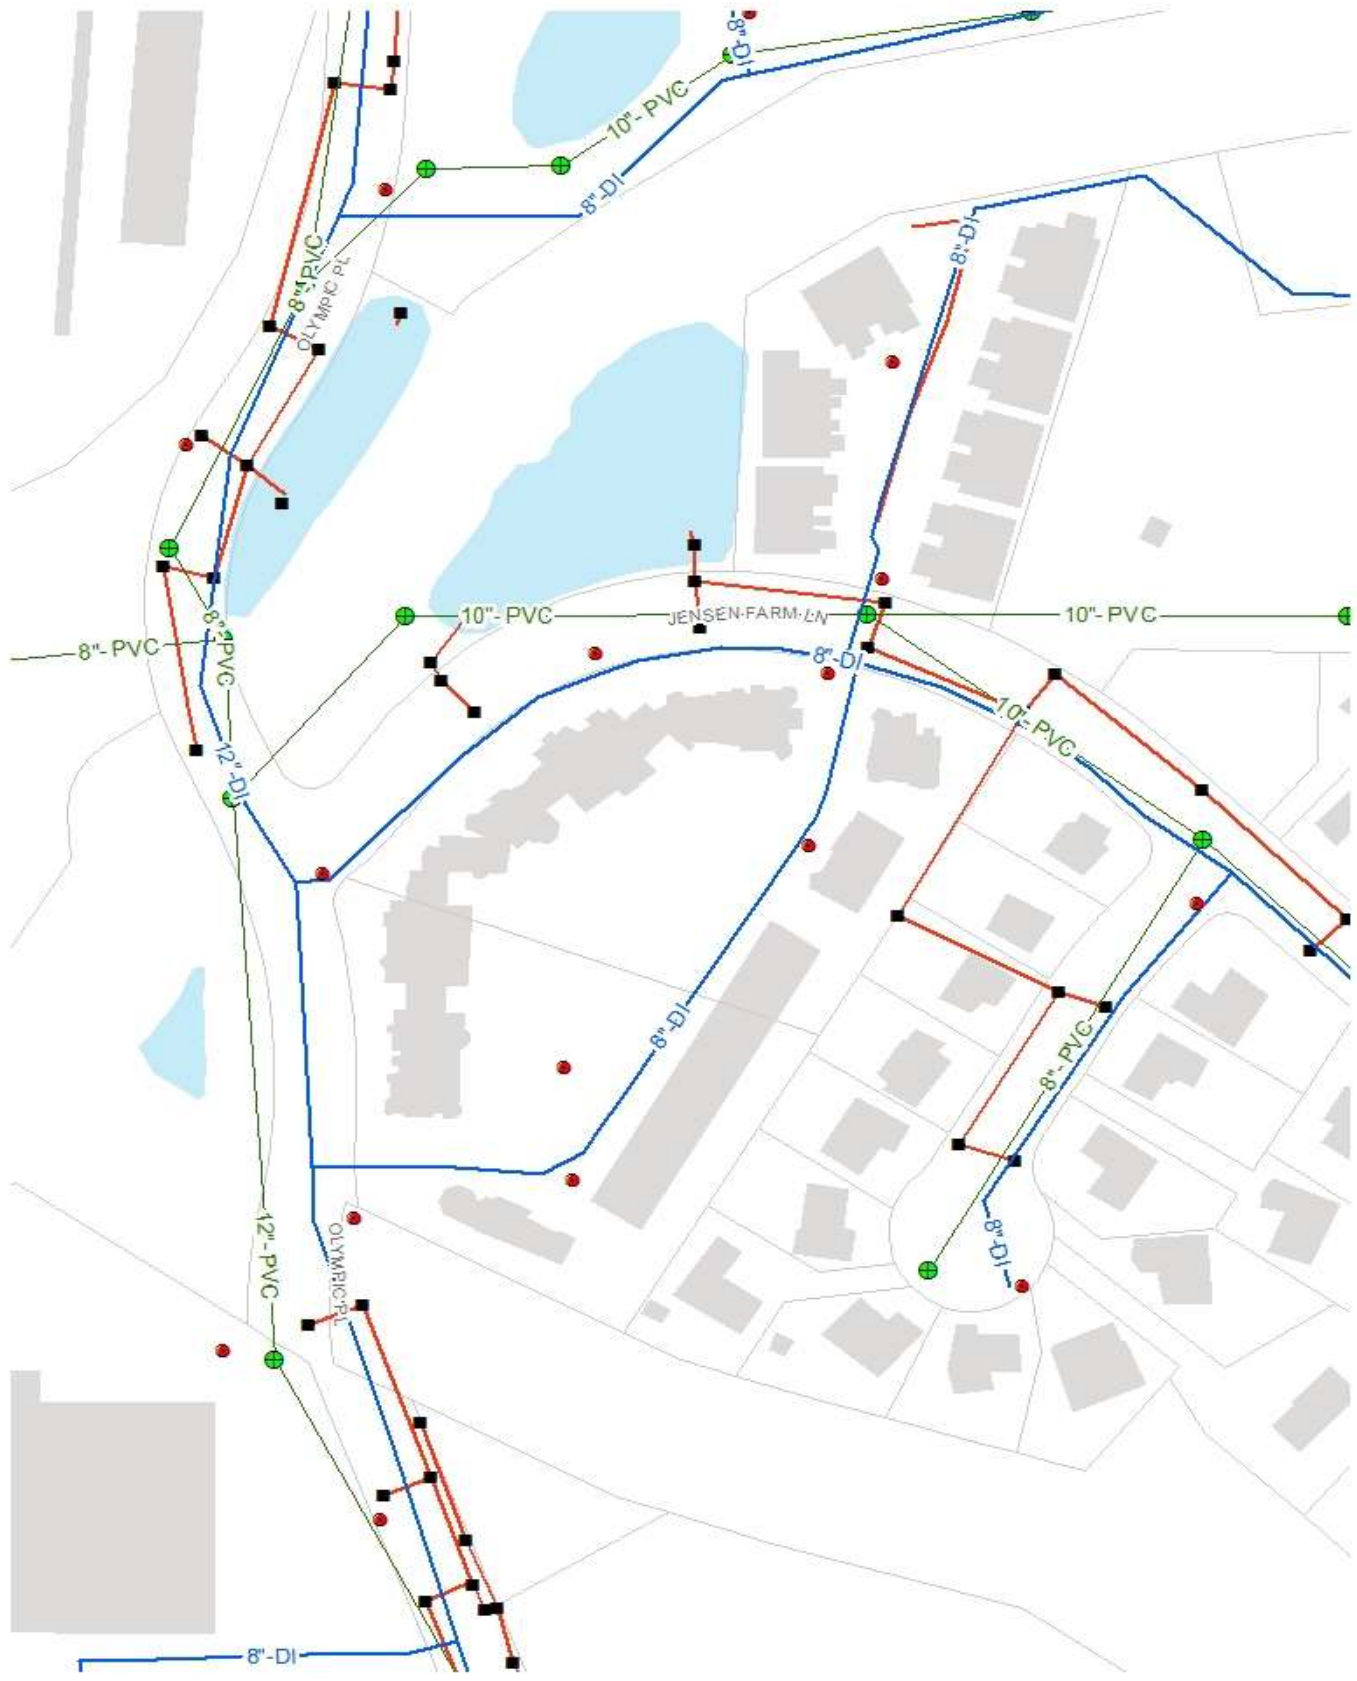 8"-DI
10"- PVC
8"-DI
8"-DI
8"-PVC
OLYMPIC PL
10"- PVC
JENSEN FARM LN
10"- PVC
8"- PVC
8"-PVC
8"-DI
10"-PVC
12"-DI
8"-DI
8"- PVC
12"- PVC
OLYMPIC PL
8"-DI
8"-DI